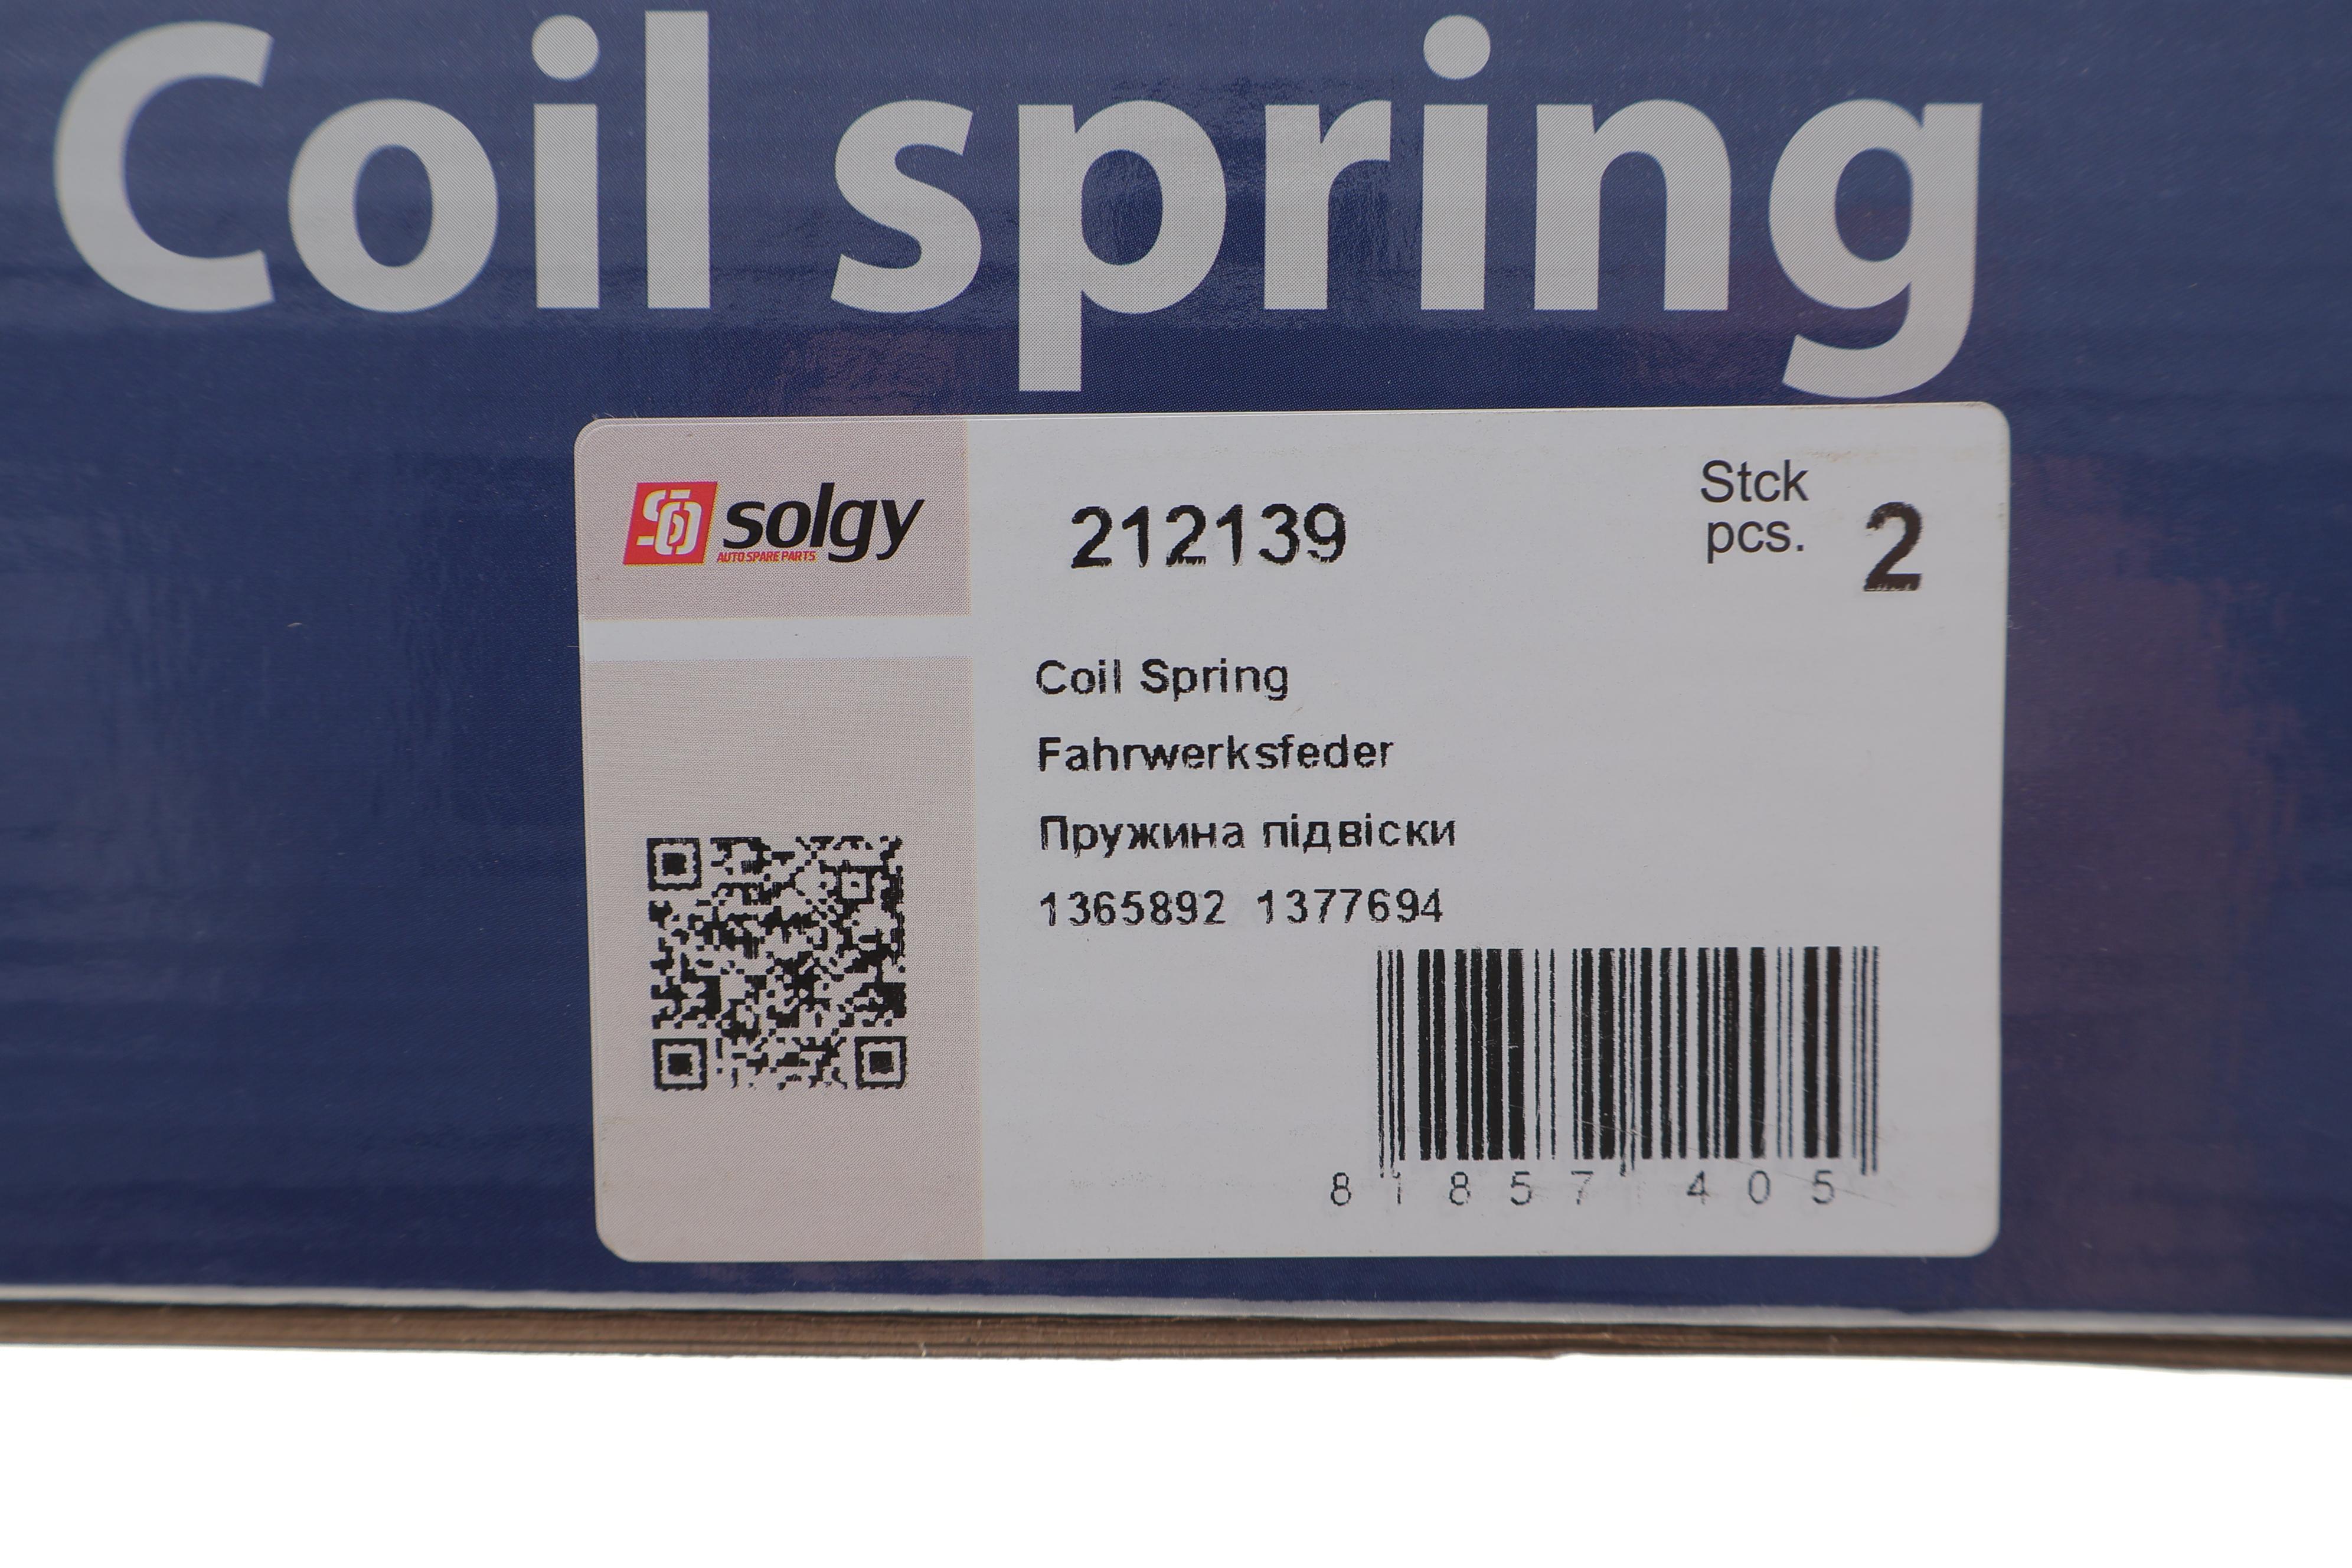 Coil spring
solgy
AUTO SPARE PARTS
212139
Stck
pcs. 2
Coil Spring
Fahrwerksfeder
Пружина підвіски
1365892 1377694
8 1 8 5 7 4 0 5